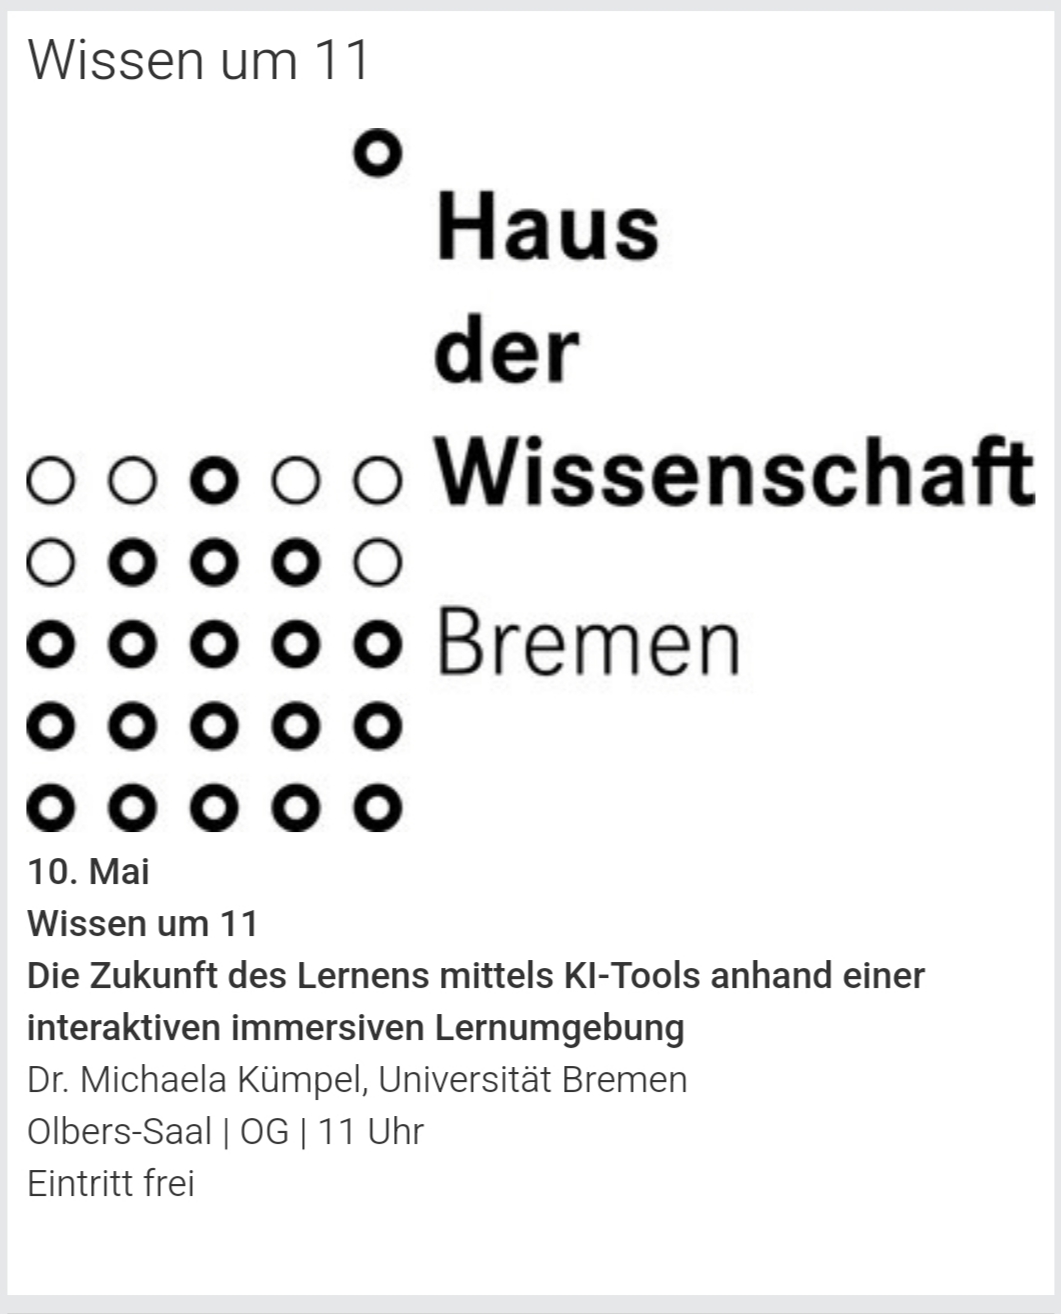 Wissen um 11
Haus
der
Wissenschaft
Bremen
10. Mai
Wissen um 11
Die Zukunft des Lernens mittels KI-Tools anhand einer
interaktiven immersiven Lernumgebung
Dr. Michaela Kümpel, Universität Bremen
Olbers-Saal | OG | 11 Uhr
Eintritt frei